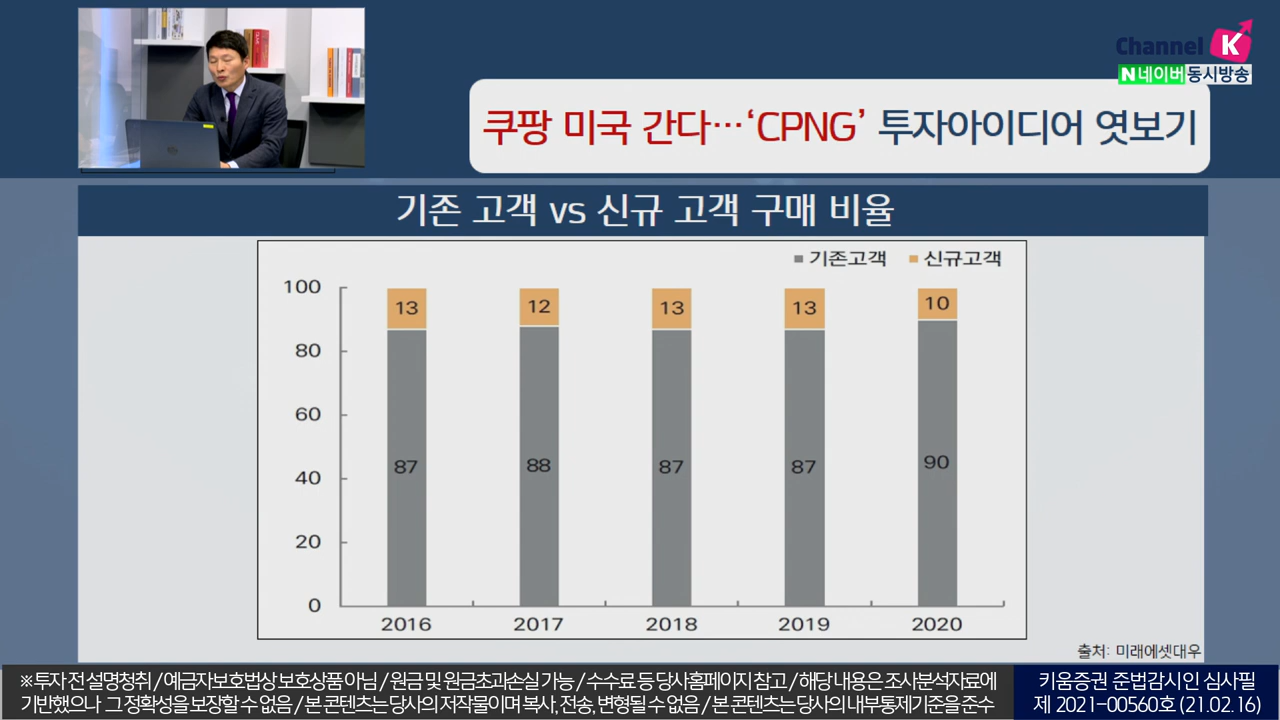 Channel K
N 네이버 동시방송
쿠팡 미국 간다…‘CPNG’ 투자아이디어 엿보기
기존 고객 vs 신규 고객 구매 비율
■ 기존고객 ■ 신규고객
100
80
60
40
20
0
13 12 13 13 10
87 88 87 87 90
2016 2017 2018 2019 2020
출처: 미래에셋대우
※ 투자 전 설명청취 / 예금자보호법상 보호상품 아님 / 원금 및 원금초과손실 가능 / 수수료 등 당사홈페이지 참고 / 해당 내용은 조사분석자료에
기반했으나 그 정확성을 보장할 수 없음 / 본 콘텐츠는 당사의 저작물이며 복사, 전송, 변형될 수 없음 / 본 콘텐츠는 당사의 내부통제기준을 준수
키움증권 준법감시인 심사필
제 2021-00560호 (21.02.16)